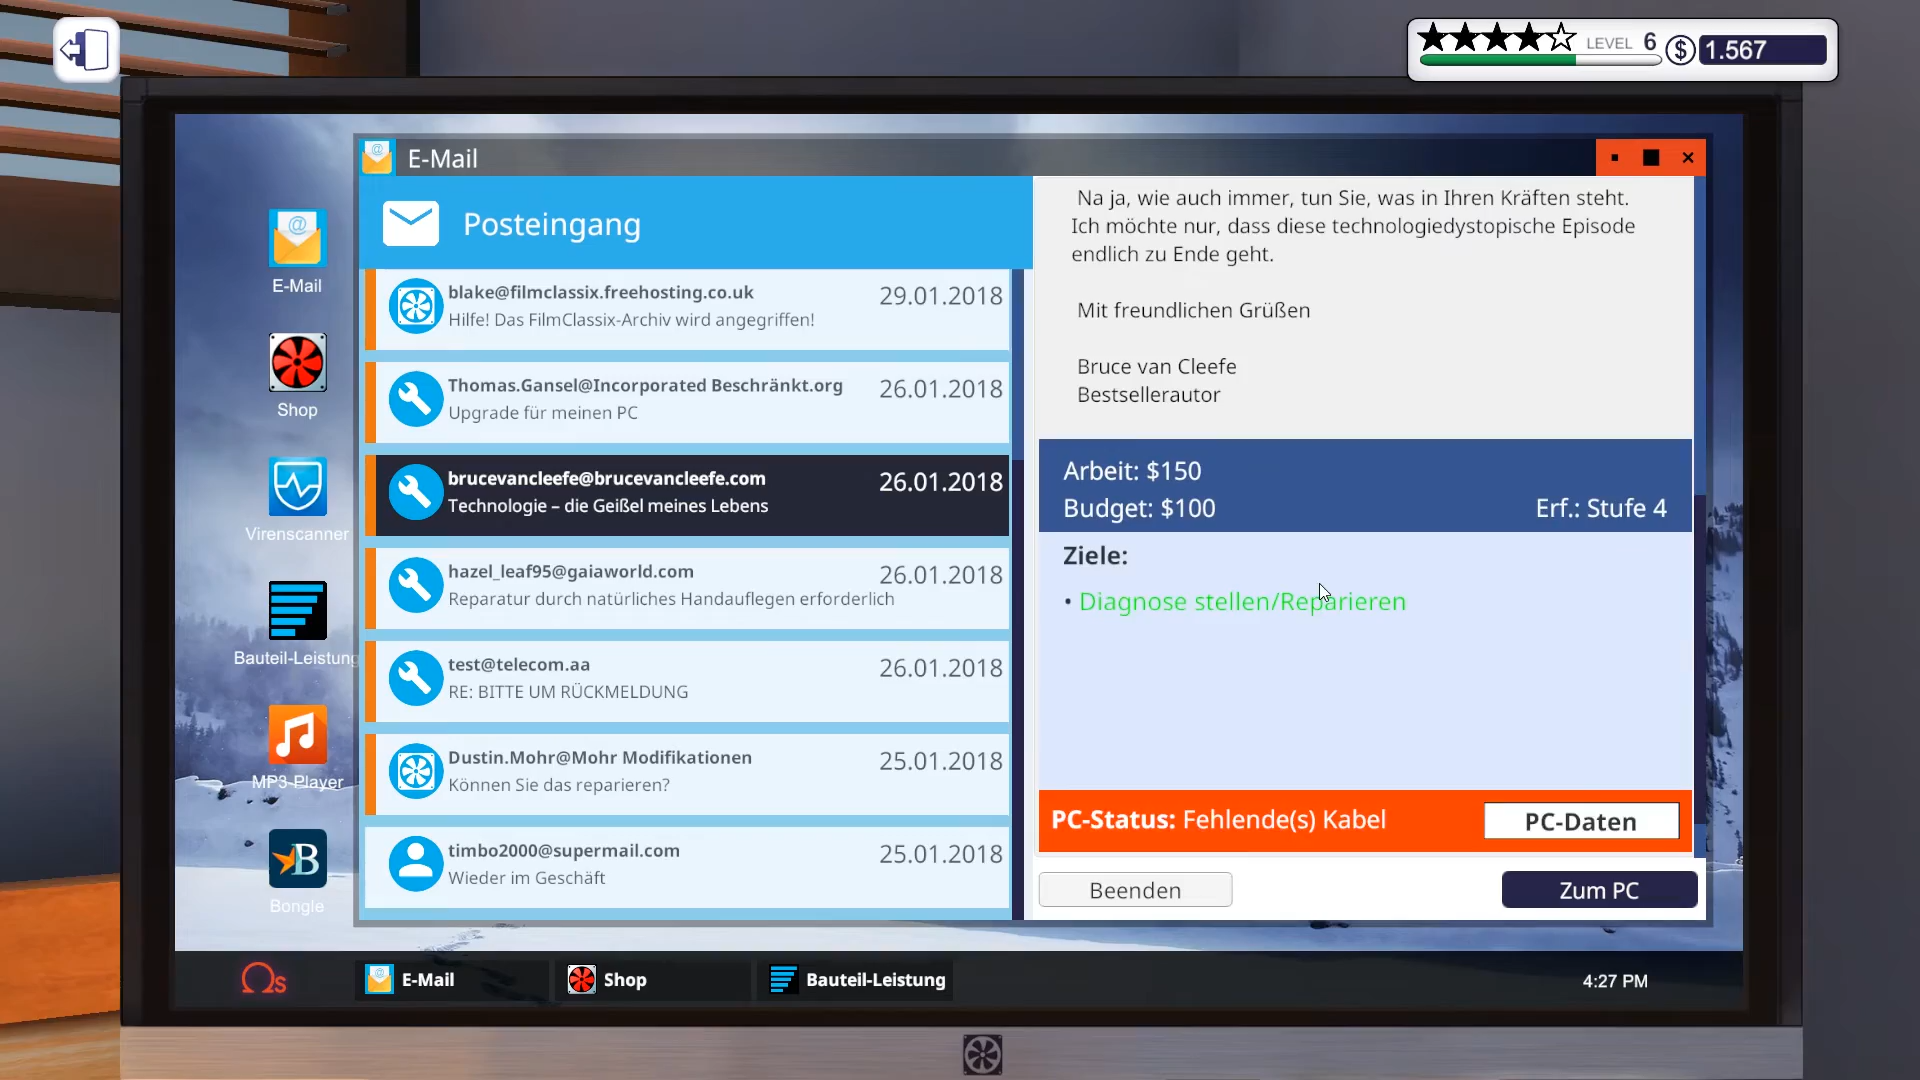 LEVEL 6
$ 1.567
E-Mail
Posteingang
blake@filmclassix.freehosting.co.uk 29.01.2018
Hilfe! Das FilmClassix-Archiv wird angegriffen!
Thomas.Gansel@Incorporated Beschränkt.org 26.01.2018
Upgrade für meinen PC
brucevancleefe@brucevancleefe.com 26.01.2018
Technologie – die Geißel meines Lebens
hazel_leaf95@gaiaworld.com 26.01.2018
Reparatur durch natürliches Handauflegen erforderlich
test@telecom.aa 26.01.2018
RE: BITTE UM RÜCKMELDUNG
Dustin.Mohr@Mohr Modifikationen 25.01.2018
Können Sie das reparieren?
timbo2000@supermail.com 25.01.2018
Wieder im Geschäft
Na ja, wie auch immer, tun Sie, was in Ihren Kräften steht.
Ich möchte nur, dass diese technologiedystopische Episode
endlich zu Ende geht.
Mit freundlichen Grüßen
Bruce van Cleefe
Bestsellerautor
Arbeit: $150
Budget: $100 Erf.: Stufe 4
Ziele:
• Diagnose stellen/Reparieren
PC-Status: Fehlende(s) Kabel PC-Daten
Beenden Zum PC
E-Mail
Shop
Virenscanner
Bauteil-Leistung
MP3-Player
B
Bongle
Ωs E-Mail Shop Bauteil-Leistung 4:27 PM